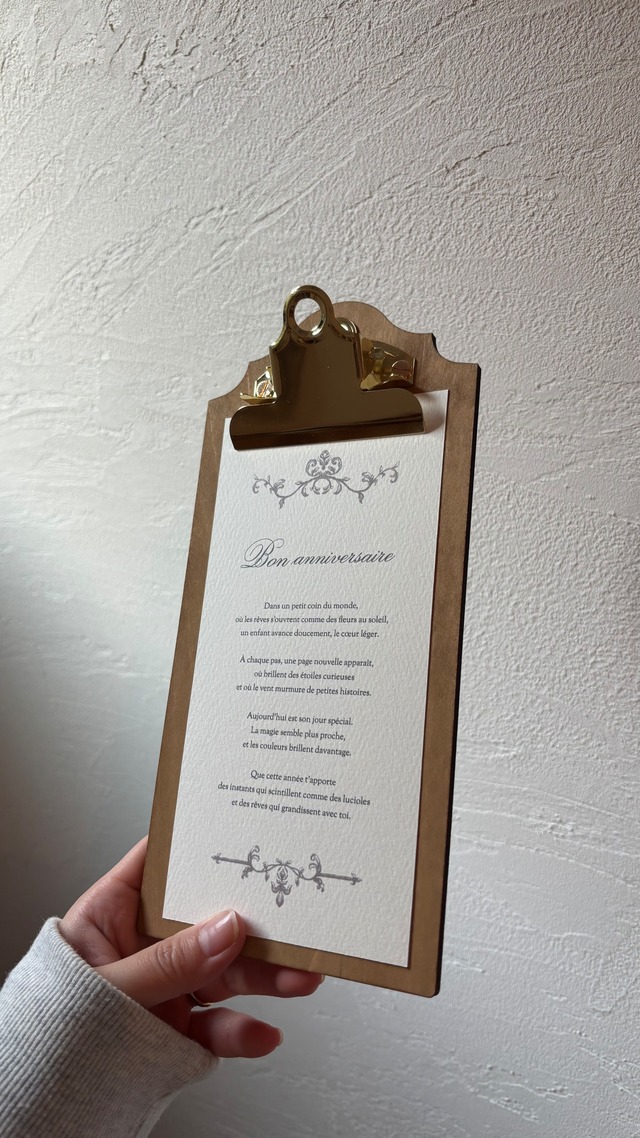 Bon anniversaire
Dans un petit coin du monde,
où les rêves s'ouvrent comme des fleurs au soleil,
un enfant avance doucement, le cœur léger.
À chaque pas, une page nouvelle apparaît,
où brillent des étoiles curieuses
et où le vent murmure de petites histoires.
Aujourd'hui est son jour spécial.
La magie semble plus proche,
et les couleurs brillent davantage.
Que cette année t'apporte
des instants qui scintillent comme des lucioles
et des rêves qui grandissent avec toi.